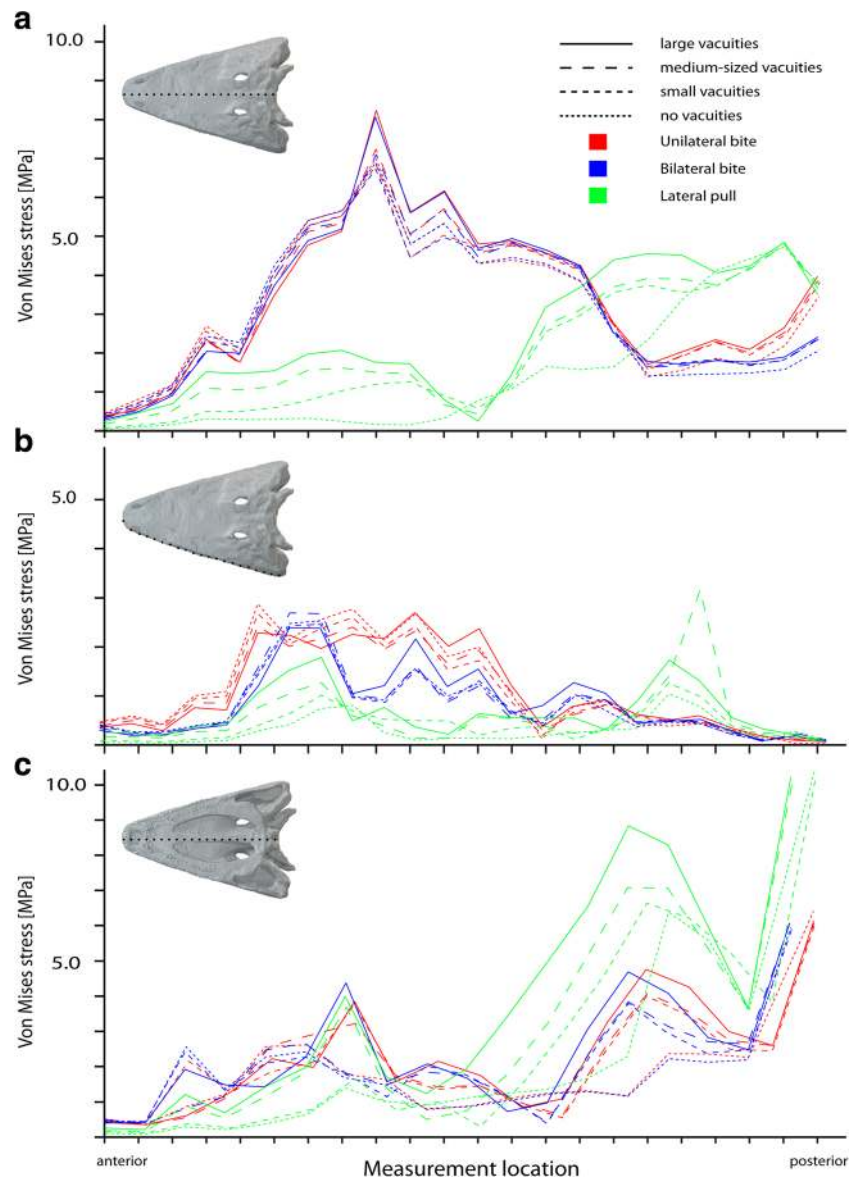 a
10.0
5.0
Von Mises stress [MPa]
large vacuities
medium-sized vacuities
small vacuities
no vacuities
Unilateral bite
Bilateral bite
Lateral pull
b
5.0
Von Mises stress [MPa]
c
10.0
5.0
Von Mises stress [MPa]
anterior
Measurement location
posterior